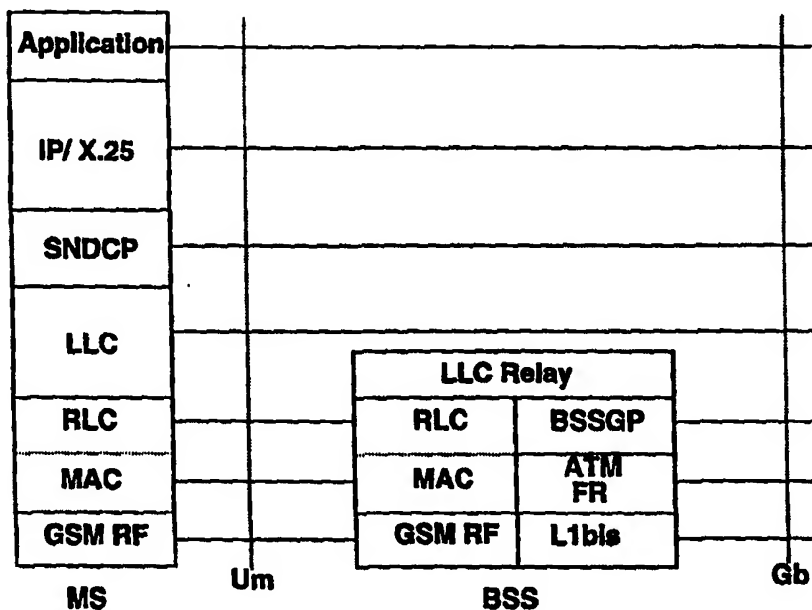 Application
IP/ X.25
SNDCP
LLC
LLC Relay
RLC
RLC
BSSGP
MAC
MAC
ATM
FR
GSM RF
GSM RF
L1bis
MS
Um
BSS
Gb